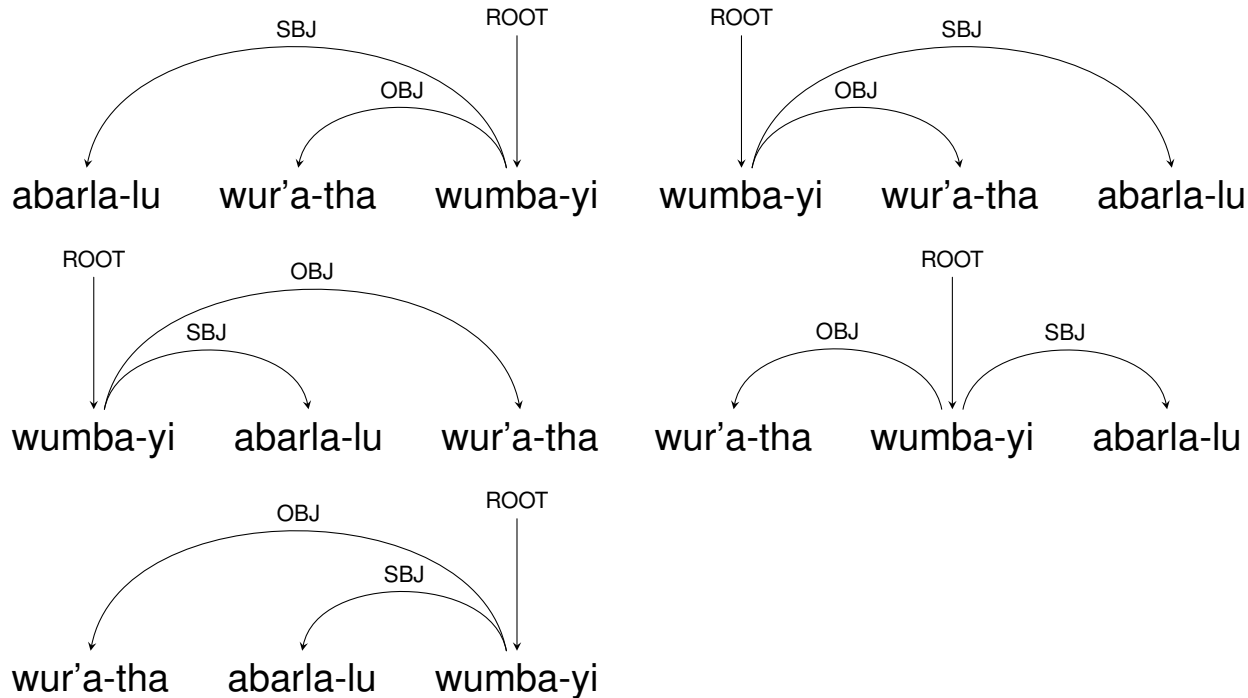 SBJ ROOT
OBJ
abarla-lu wur'a-tha wumba-yi
ROOT SBJ
OBJ
wumba-yi wur'a-tha abarla-lu
ROOT OBJ
SBJ
wumba-yi abarla-lu wur'a-tha
ROOT
OBJ SBJ
wur'a-tha wumba-yi abarla-lu
OBJ ROOT
SBJ
wur'a-tha abarla-lu wumba-yi